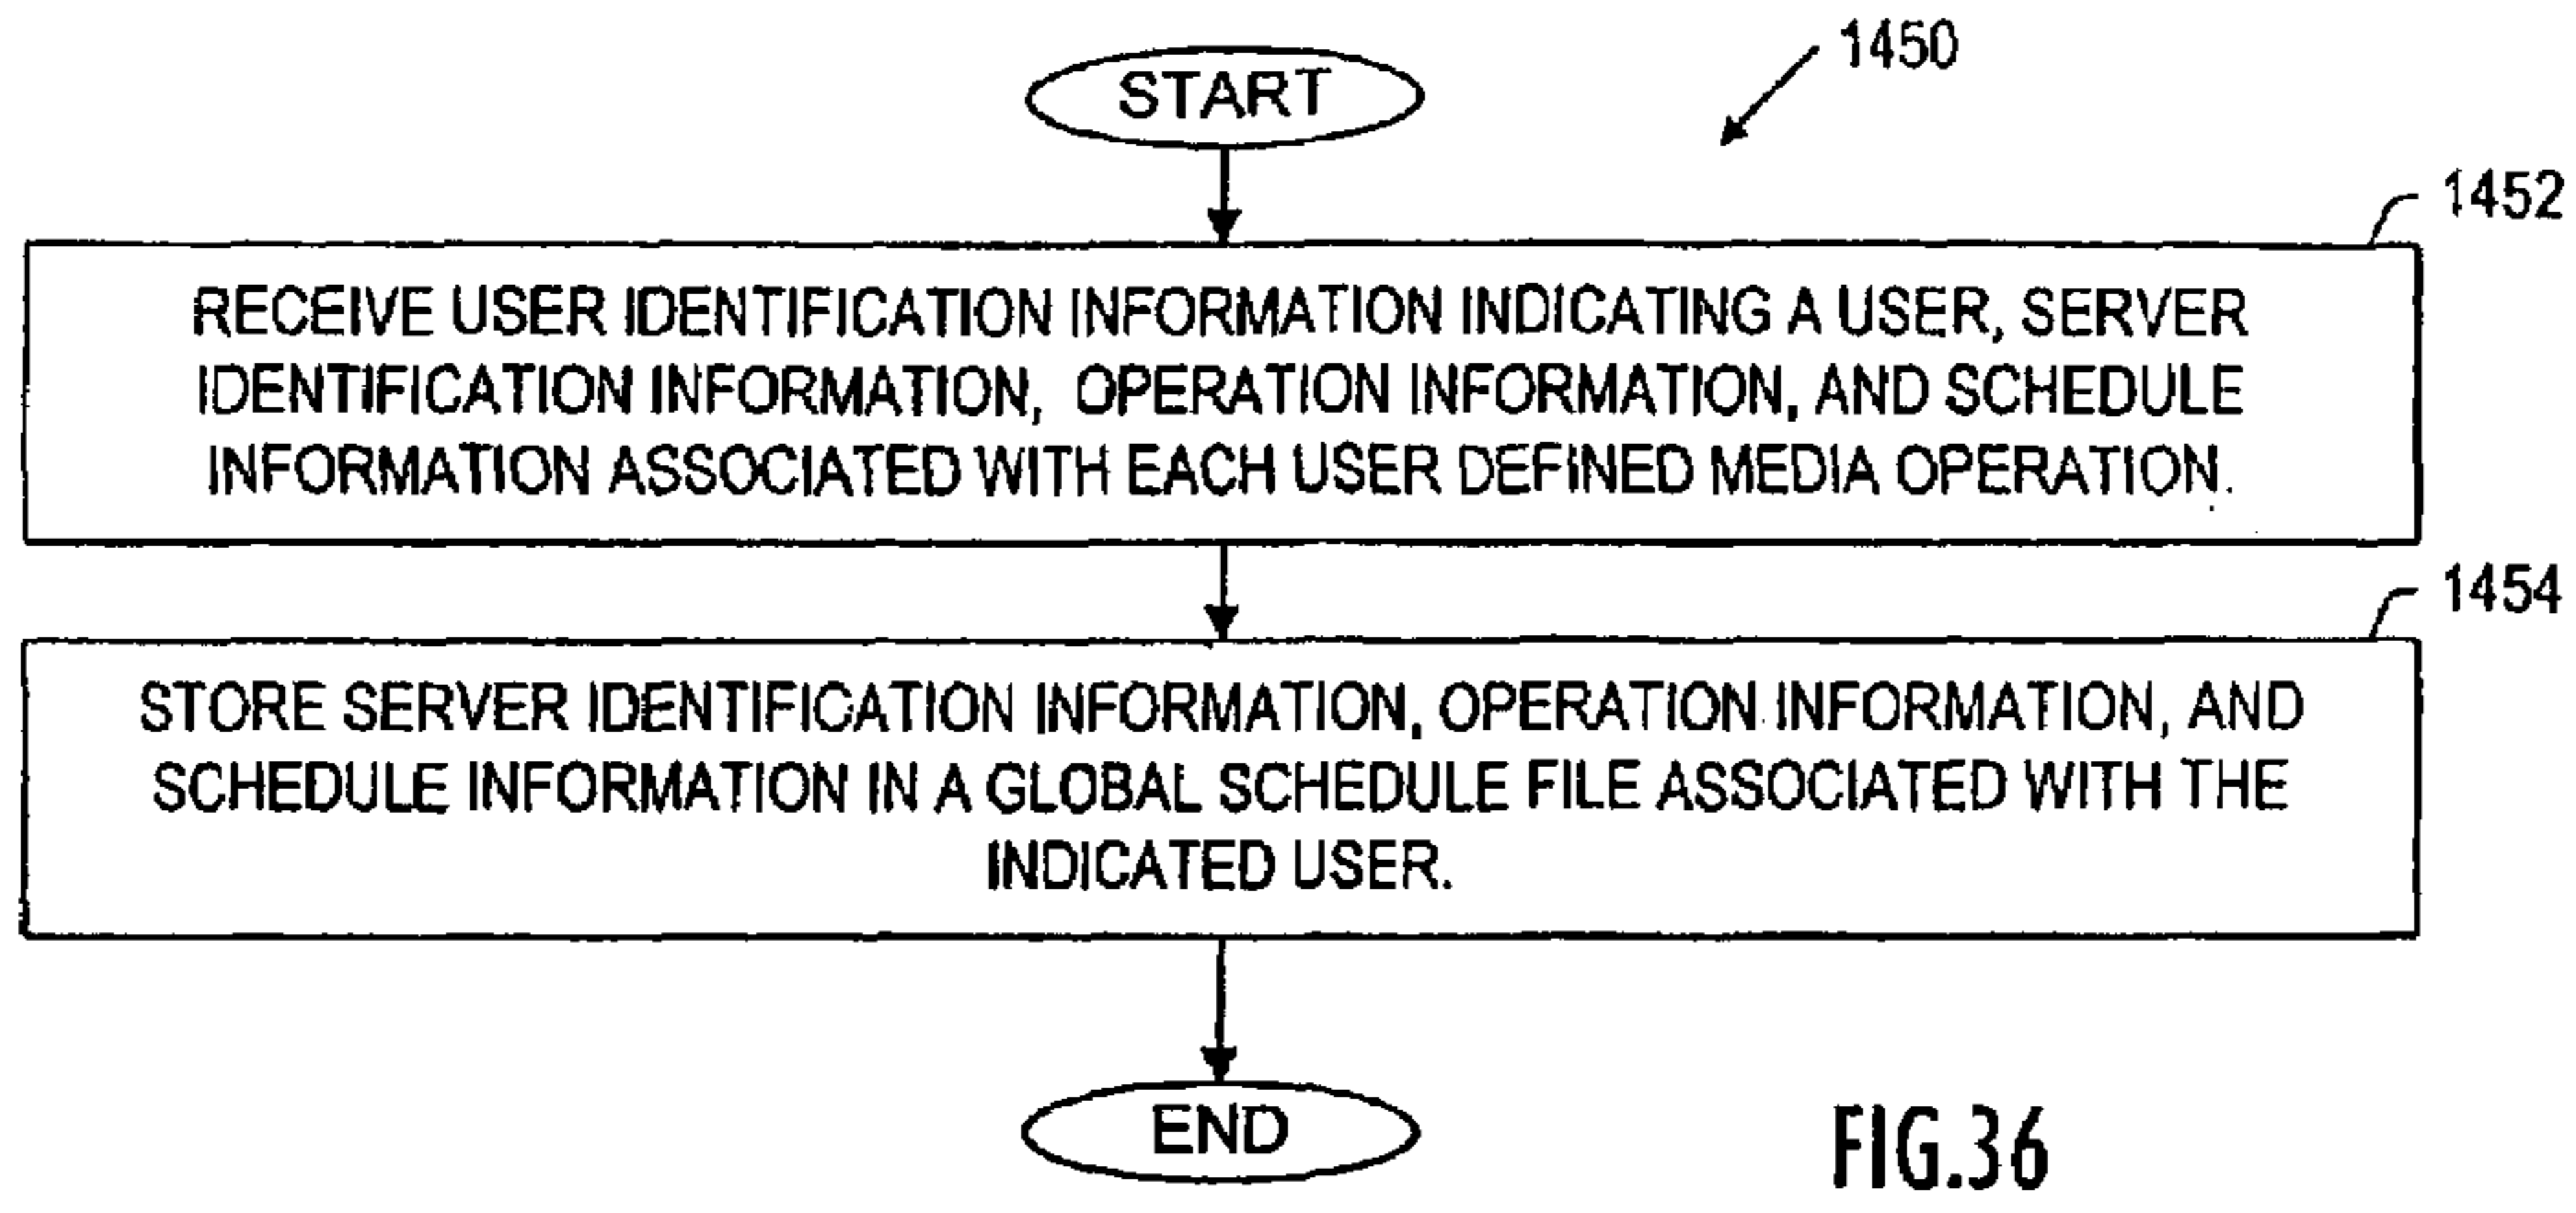 START
1450
1452
RECEIVE USER IDENTIFICATION INFORMATION INDICATING A USER, SERVER
IDENTIFICATION INFORMATION, OPERATION INFORMATION, AND SCHEDULE
INFORMATION ASSOCIATED WITH EACH USER DEFINED MEDIA OPERATION.
1454
STORE SERVER IDENTIFICATION INFORMATION, OPERATION INFORMATION, AND
SCHEDULE INFORMATION IN A GLOBAL SCHEDULE FILE ASSOCIATED WITH THE
INDICATED USER.
END
FIG.36